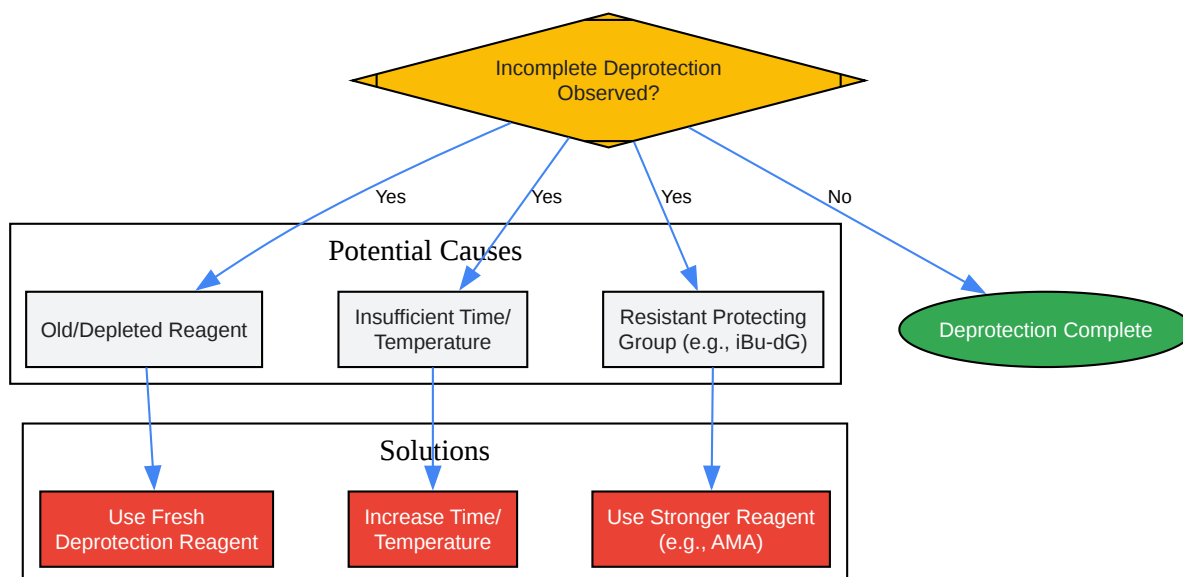 Incomplete Deprotection
Observed?
Yes
Yes
Yes
No
Potential Causes
Old/Depleted Reagent
Insufficient Time/
Temperature
Resistant Protecting
Group (e.g., iBu-dG)
Deprotection Complete
Solutions
Use Fresh
Deprotection Reagent
Increase Time/
Temperature
Use Stronger Reagent
(e.g., AMA)